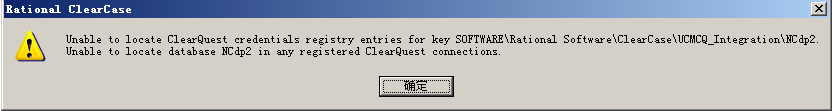 Rational ClearCase
Unable to locate ClearQuest credentials registry entries for key SOFTWARE\Rational Software\ClearCase\UCMCQ_Integration\NCdp2.
Unable to locate database NCdp2 in any registered ClearQuest connections.
确定